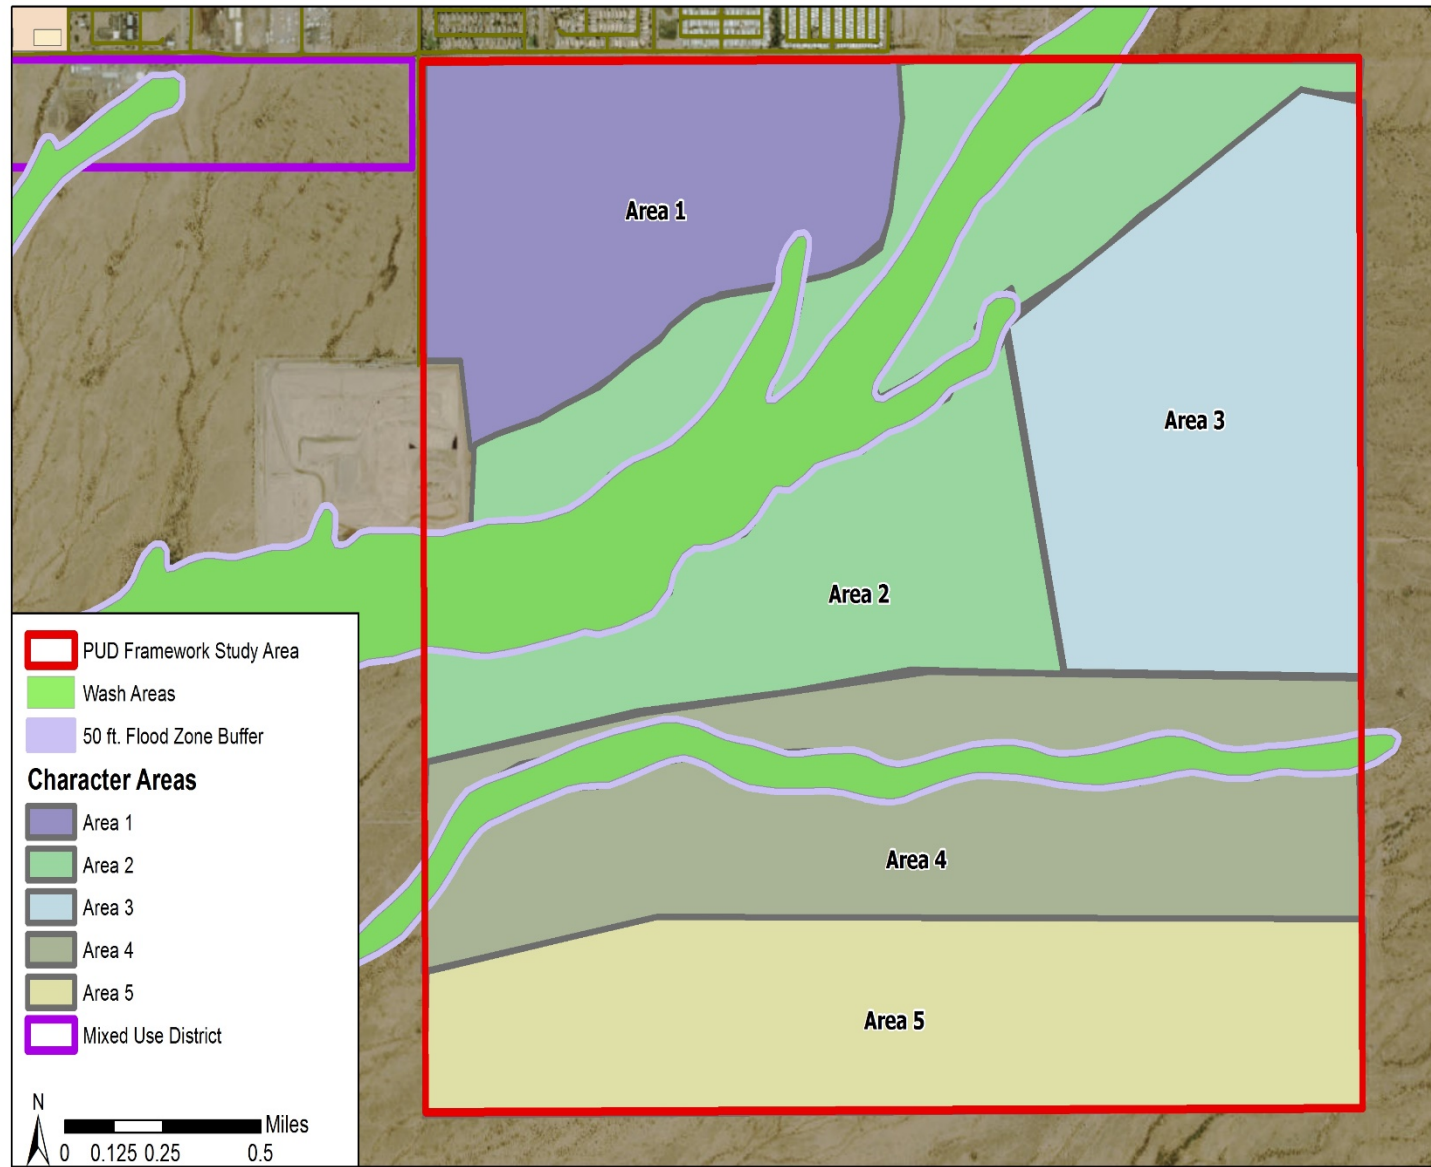 Area 1
Area 3
Area 2
Area 4
Area 5
PUD Framework Study Area
Wash Areas
50 ft. Flood Zone Buffer
Character Areas
Area 1
Area 2
Area 3
Area 4
Area 5
Mixed Use District
N
Miles
0 0.125 0.25 0.5